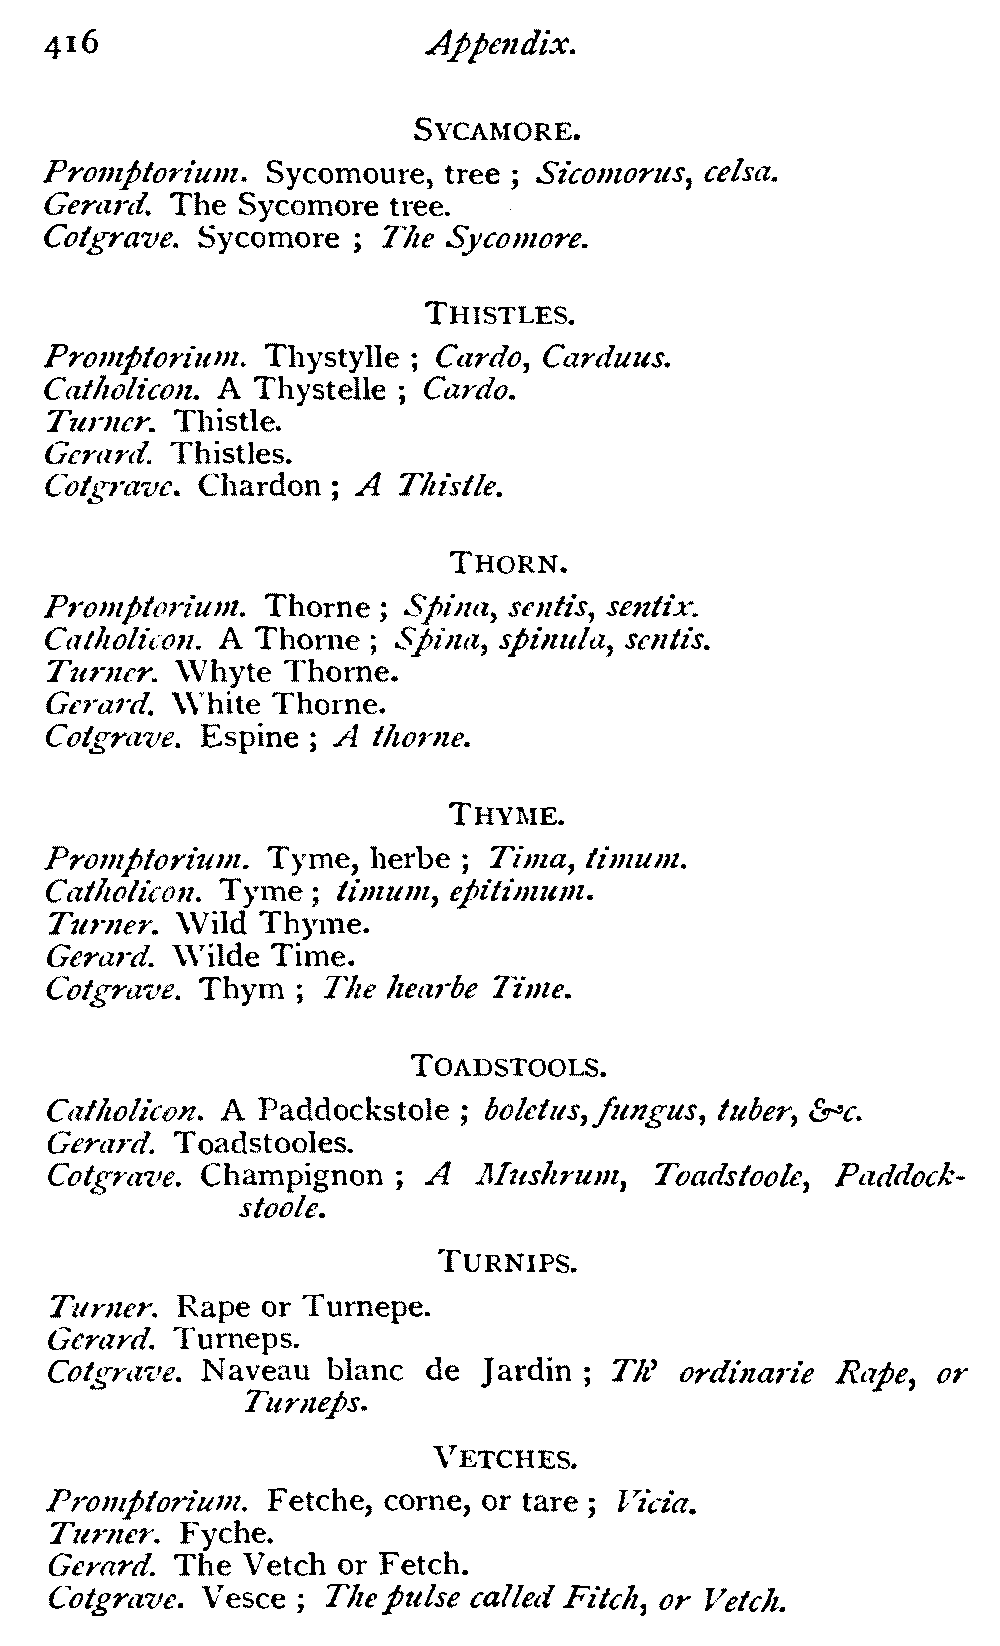 416 Appendix.
SYCAMORE.
Promptorium. Sycomoure, tree ; Sicomorus, celsa.
Gerard. The Sycomore tree.
Cotgrave. Sycomore ; The Sycomore.
THISTLES.
Promptorium. Thystylle ; Cardo, Carduus.
Catholicon. A Thystelle ; Cardo.
Turner. Thistle.
Gerard. Thistles.
Cotgrave. Chardon ; A Thistle.
THORN.
Promptorium. Thorne ; Spina, sentis, sentix.
Catholicon. A Thorne ; Spina, spinula, sentis.
Turner. Whyte Thorne.
Gerard. White Thorne.
Cotgrave. Espine ; A thorne.
THYME.
Promptorium. Tyme, herbe ; Tima, timum.
Catholicon. Tyme ; timum, epitimum.
Turner. Wild Thyme.
Gerard. Wilde Time.
Cotgrave. Thym ; The hearbe Time.
TOADSTOOLS.
Catholicon. A Paddockstole ; boletus, fungus, tuber, &c.
Gerard. Toadstooles.
Cotgrave. Champignon ; A Mushrum, Toadstoole, Paddock-
stoole.
TURNIPS.
Turner. Rape or Turnepe.
Gerard. Turneps.
Cotgrave. Naveau blanc de Jardin ; Th' ordinarie Rape, or
Turneps.
VETCHES.
Promptorium. Fetche, corne, or tare ; Vicia.
Turner. Fyche.
Gerard. The Vetch or Fetch.
Cotgrave. Vesce ; The pulse called Fitch, or Vetch.